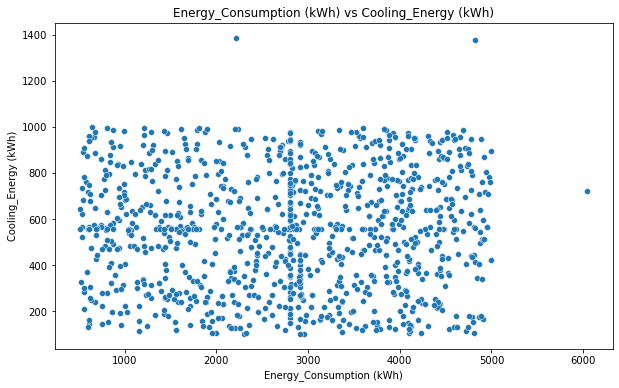 Energy_Consumption (kWh) vs Cooling_Energy (kWh)
1400
1200
1000
800
600
400
200
Cooling_Energy (kWh)
1000 2000 3000 4000 5000 6000
Energy_Consumption (kWh)